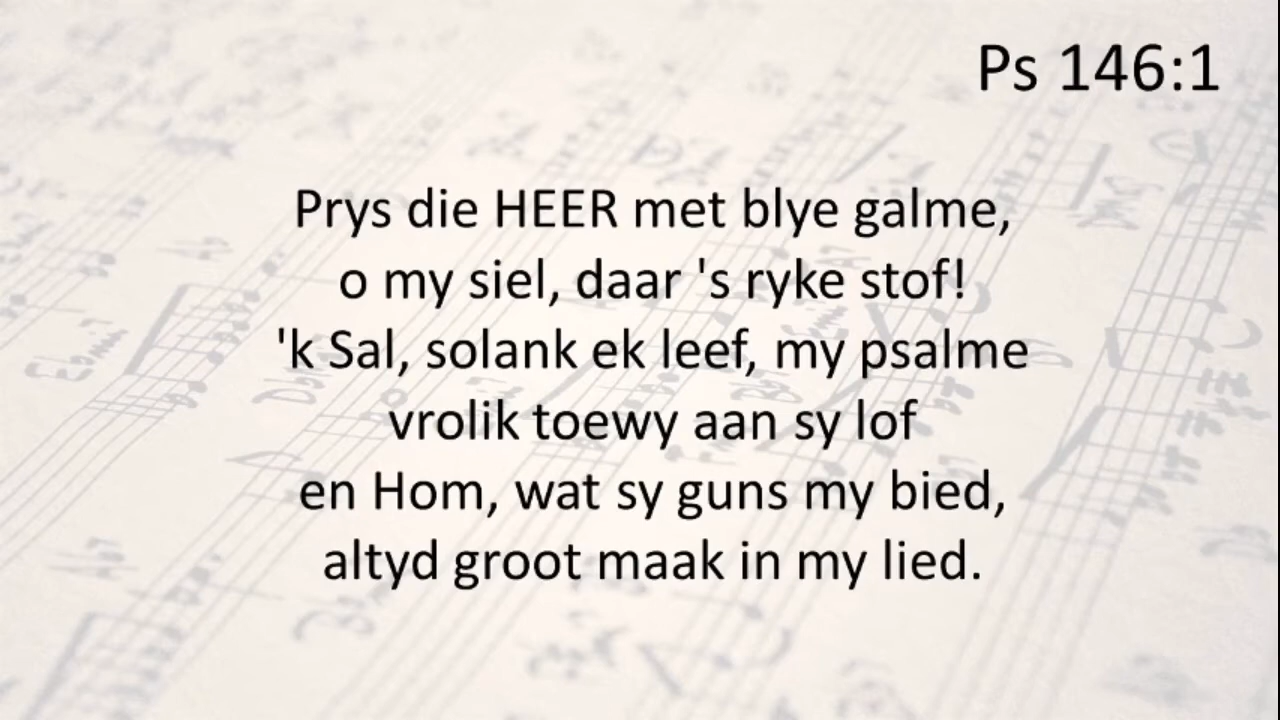 Ps 146:1
Prys die HEER met blye galme,
o my siel, daar 's ryke stof!
'k Sal, solank ek leef, my psalme
vrolik toewy aan sy lof
en Hom, wat sy guns my bied,
altyd groot maak in my lied.